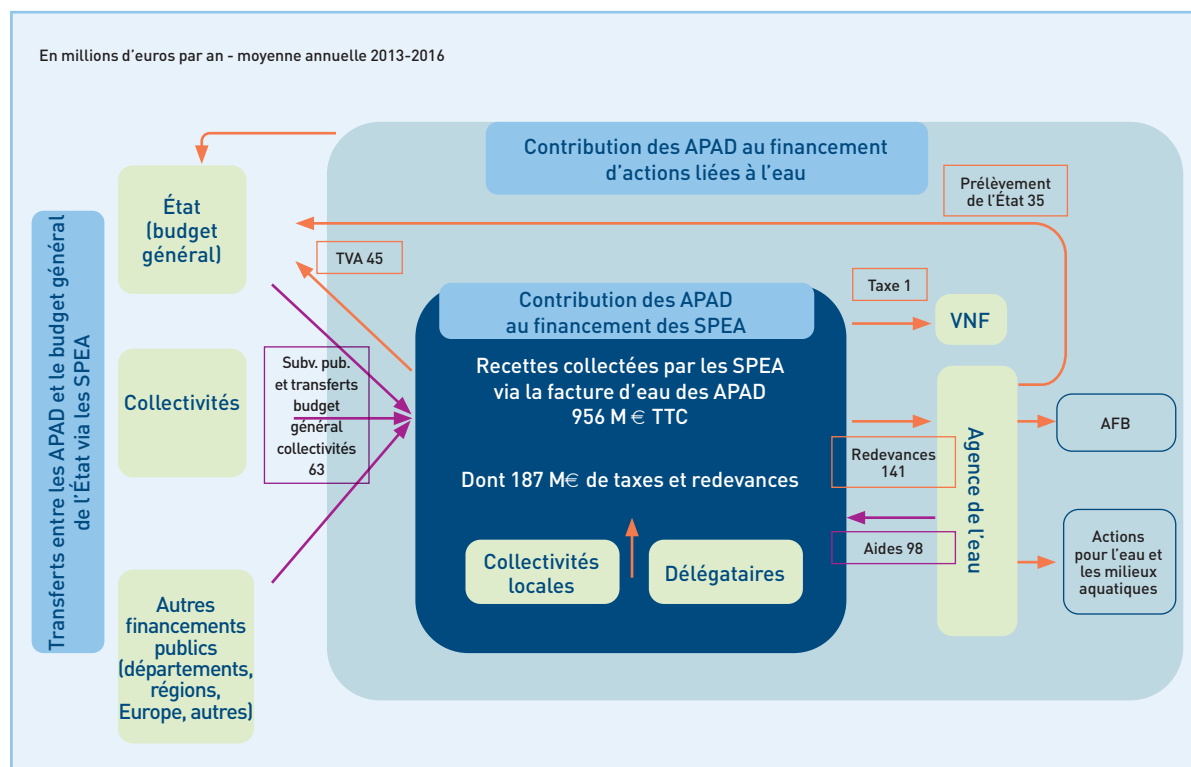 En millions d'euros par an - moyenne annuelle 2013-2016
Transferts entre les APAD et le budget général
de l'État via les SPEA
État
(budget
général)
Collectivités
Autres
financements
publics
(départements,
régions,
Europe, autres)
Contribution des APAD au financement
d'actions liées à l'eau
Prélèvement
de l'État 35
TVA 45
Subv. pub.
et transferts
budget
général
collectivités
63
Contribution des APAD
au financement des SPEA
Recettes collectées par les SPEA
via la facture d'eau des APAD
956 M € TTC
Dont 187 M€ de taxes et redevances
Collectivités
locales
Délégataires
Taxe 1
VNF
Redevances
141
Aides 98
Agence de l'eau
AFB
Actions
pour l'eau et
les milieux
aquatiques